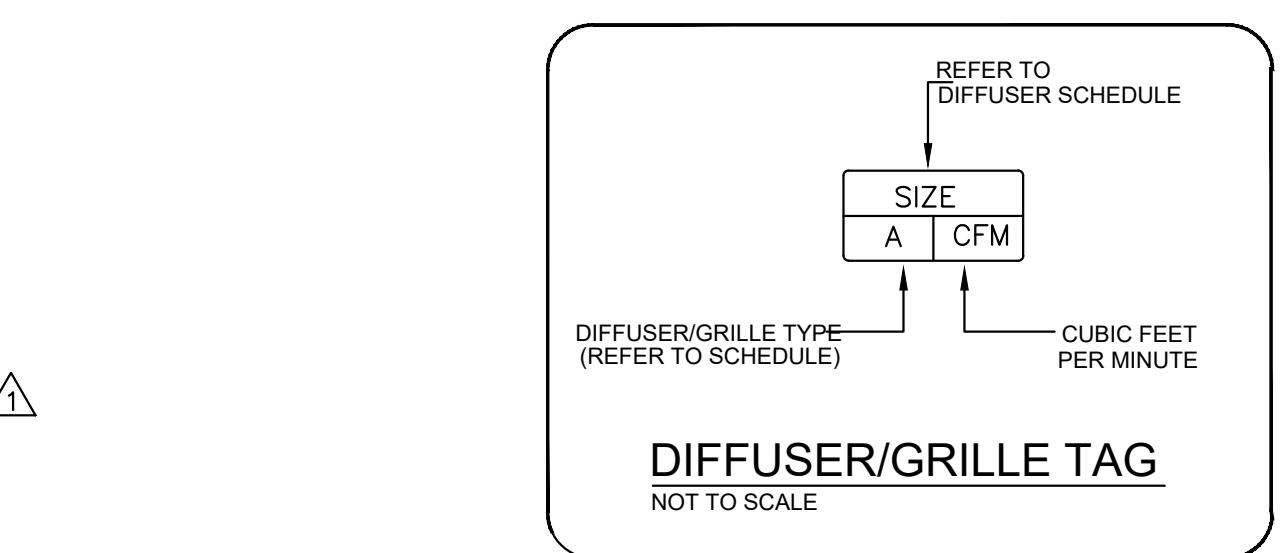 REFER TO
DIFFUSER SCHEDULE
SIZE
A
CFM
DIFFUSER/GRILLE TYPE
(REFER TO SCHEDULE)
CUBIC FEET
PER MINUTE
1
DIFFUSER/GRILLE TAG
NOT TO SCALE